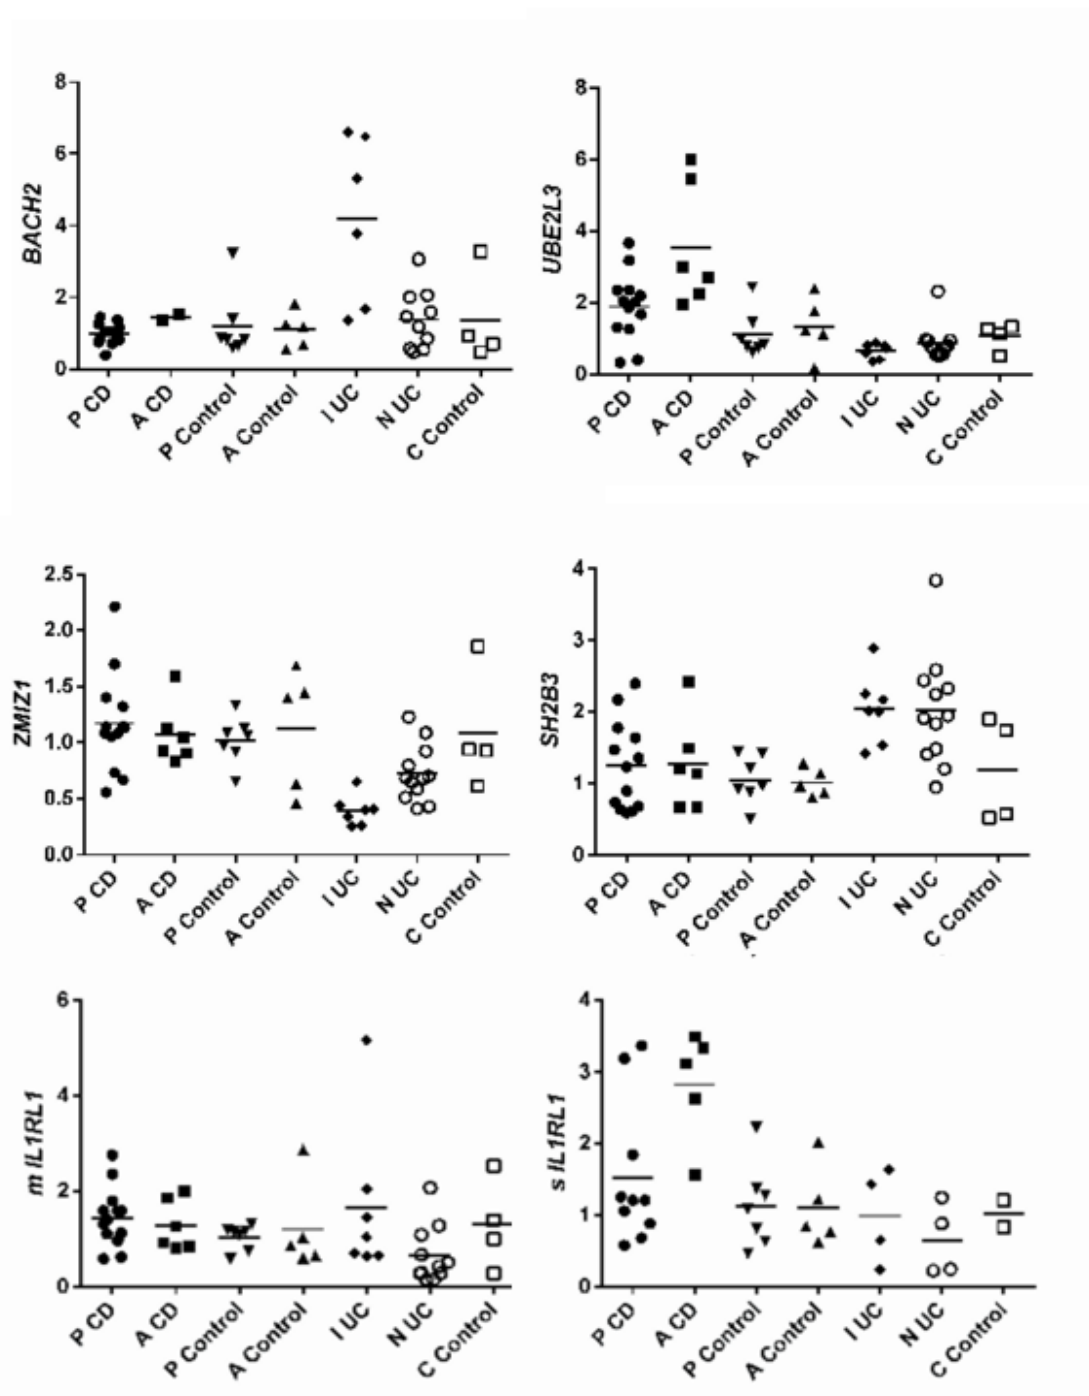 8
6
4
2
0
BACH2
P CD
A CD
P Control
A Control
I UC
N UC
C Control
8
6
4
2
0
UBE2L3
P CD
A CD
P Control
A Control
I UC
N UC
C Control
2.5
2.0
1.5
1.0
0.5
0.0
ZMIZ1
P CD
A CD
P Control
A Control
I UC
N UC
C Control
4
3
2
1
0
SH2B3
P CD
A CD
P Control
A Control
I UC
N UC
C Control
6
4
2
0
m IL1RL1
P CD
A CD
P Control
A Control
I UC
N UC
C Control
4
3
2
1
0
s IL1RL1
P CD
A CD
P Control
A Control
I UC
N UC
C Control